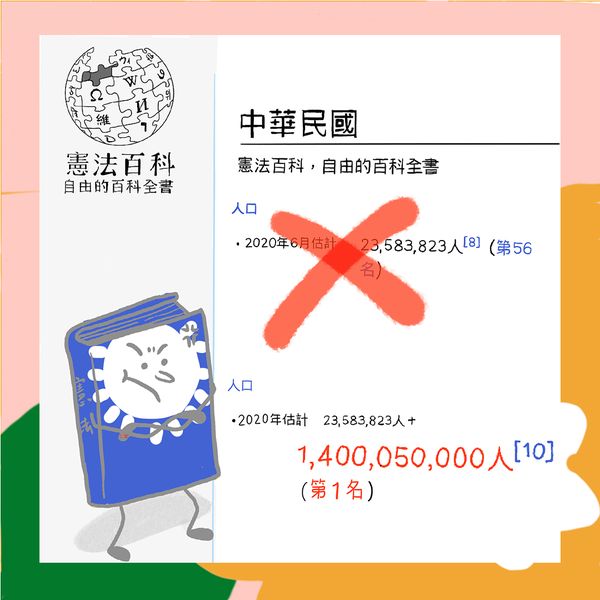 Ω W И 維
憲法百科
自由的百科全書
中華民國
憲法百科，自由的百科全書
人口
•2020年6月估計 23,583,823人[8] (第56
名)
人口
•2020年估計 23,583,823人+
1,400,050,000人[10]
(第1名)